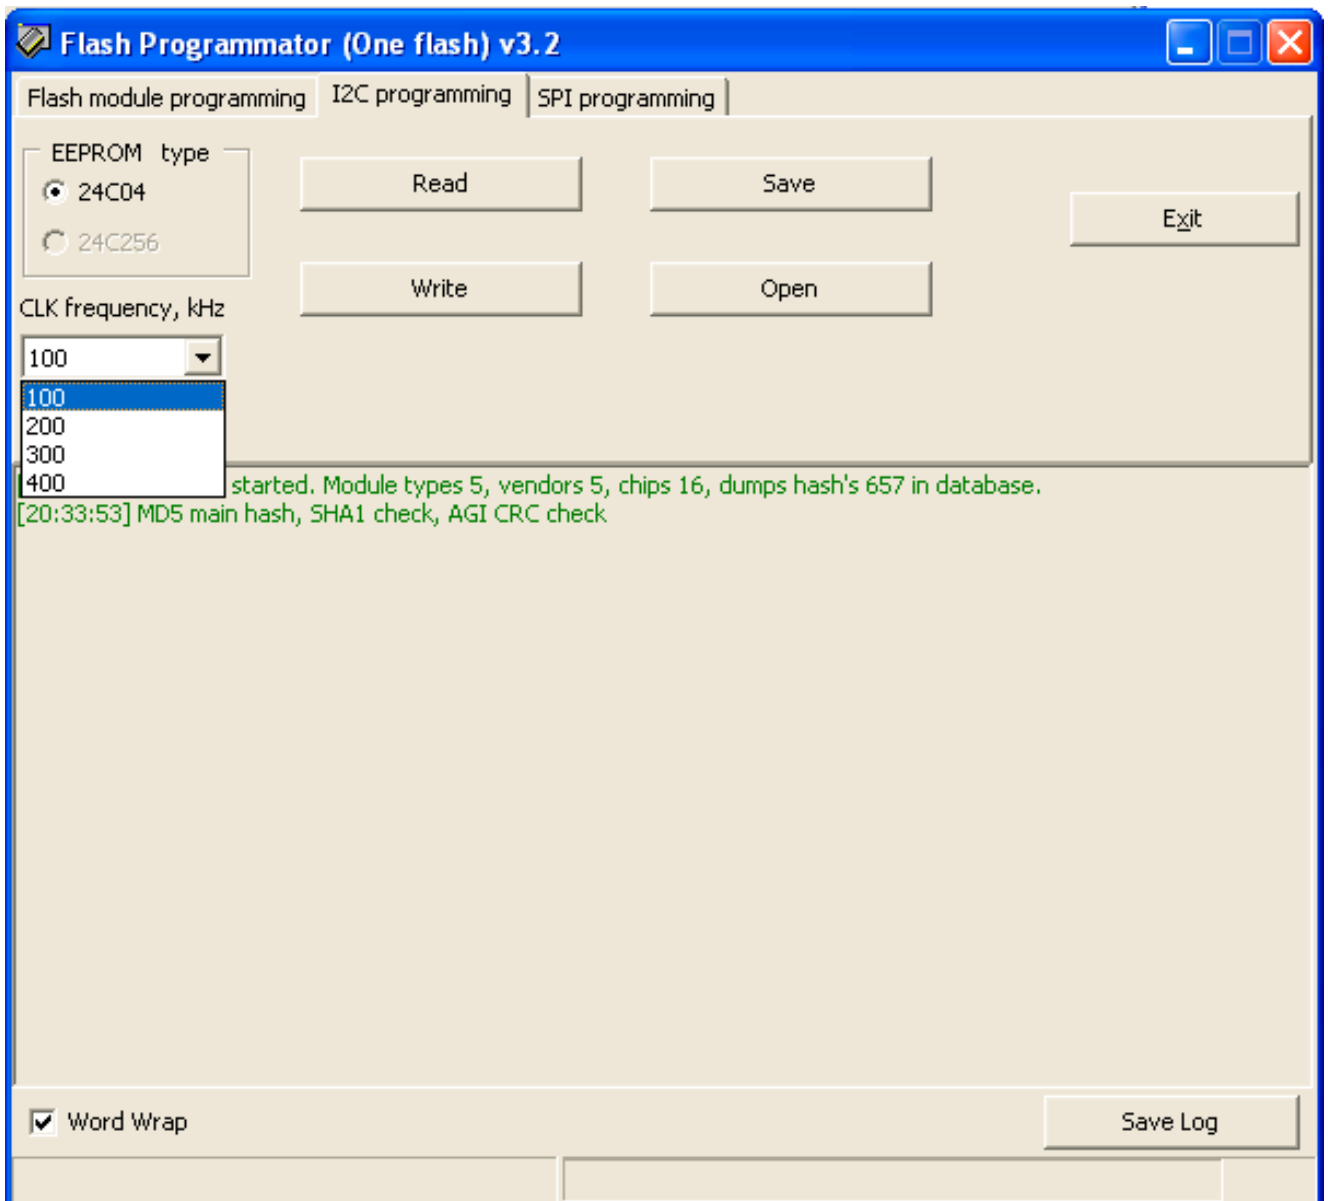 Flash Programmator (One flash) v3.2
Flash module programming I2C programming SPI programming
EEPROM type
24C04
24C256
Read
Save
Exit
Write
Open
CLK frequency, kHz
100
100
200
300
400
started. Module types 5, vendors 5, chips 16, dumps hash's 657 in database.
[20:33:53] MD5 main hash, SHA1 check, AGI CRC check
Word Wrap
Save Log